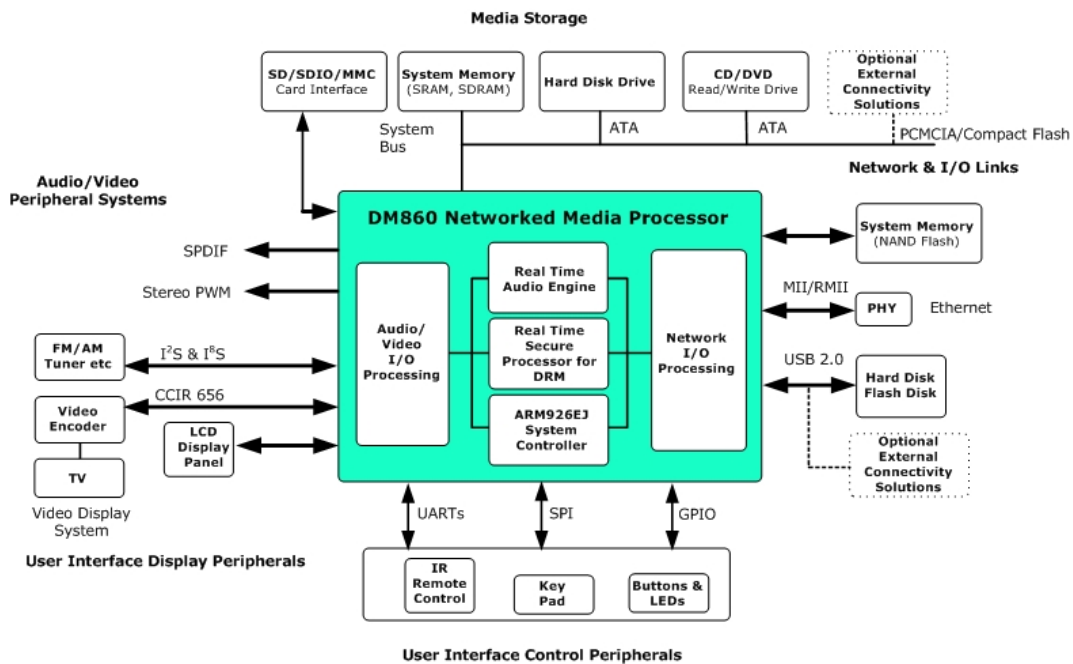 Media Storage
SD/SDIO/MMC
Card Interface
System Memory
(SRAM, SDRAM)
Hard Disk Drive
CD/DVD
Read/Write Drive
Optional
External
Connectivity
Solutions
System
Bus
ATA
ATA
PCMCIA/Compact Flash
Network & I/O Links
Audio/Video
Peripheral Systems
SPDIF
Stereo PWM
FM/AM
Tuner etc
I²S & I⁸S
CCIR 656
Video
Encoder
LCD
Display
Panel
TV
Video Display
System
User Interface Display Peripherals
DM860 Networked Media Processor
Audio/
Video
I/O
Processing
Real Time
Audio Engine
Real Time
Secure
Processor for
DRM
ARM926EJ
System
Controller
Network
I/O
Processing
System Memory
(NAND Flash)
MII/RMII
PHY
Ethernet
USB 2.0
Hard Disk
Flash Disk
Optional
External
Connectivity
Solutions
UARTs
SPI
GPIO
IR
Remote
Control
Key
Pad
Buttons &
LEDs
User Interface Control Peripherals